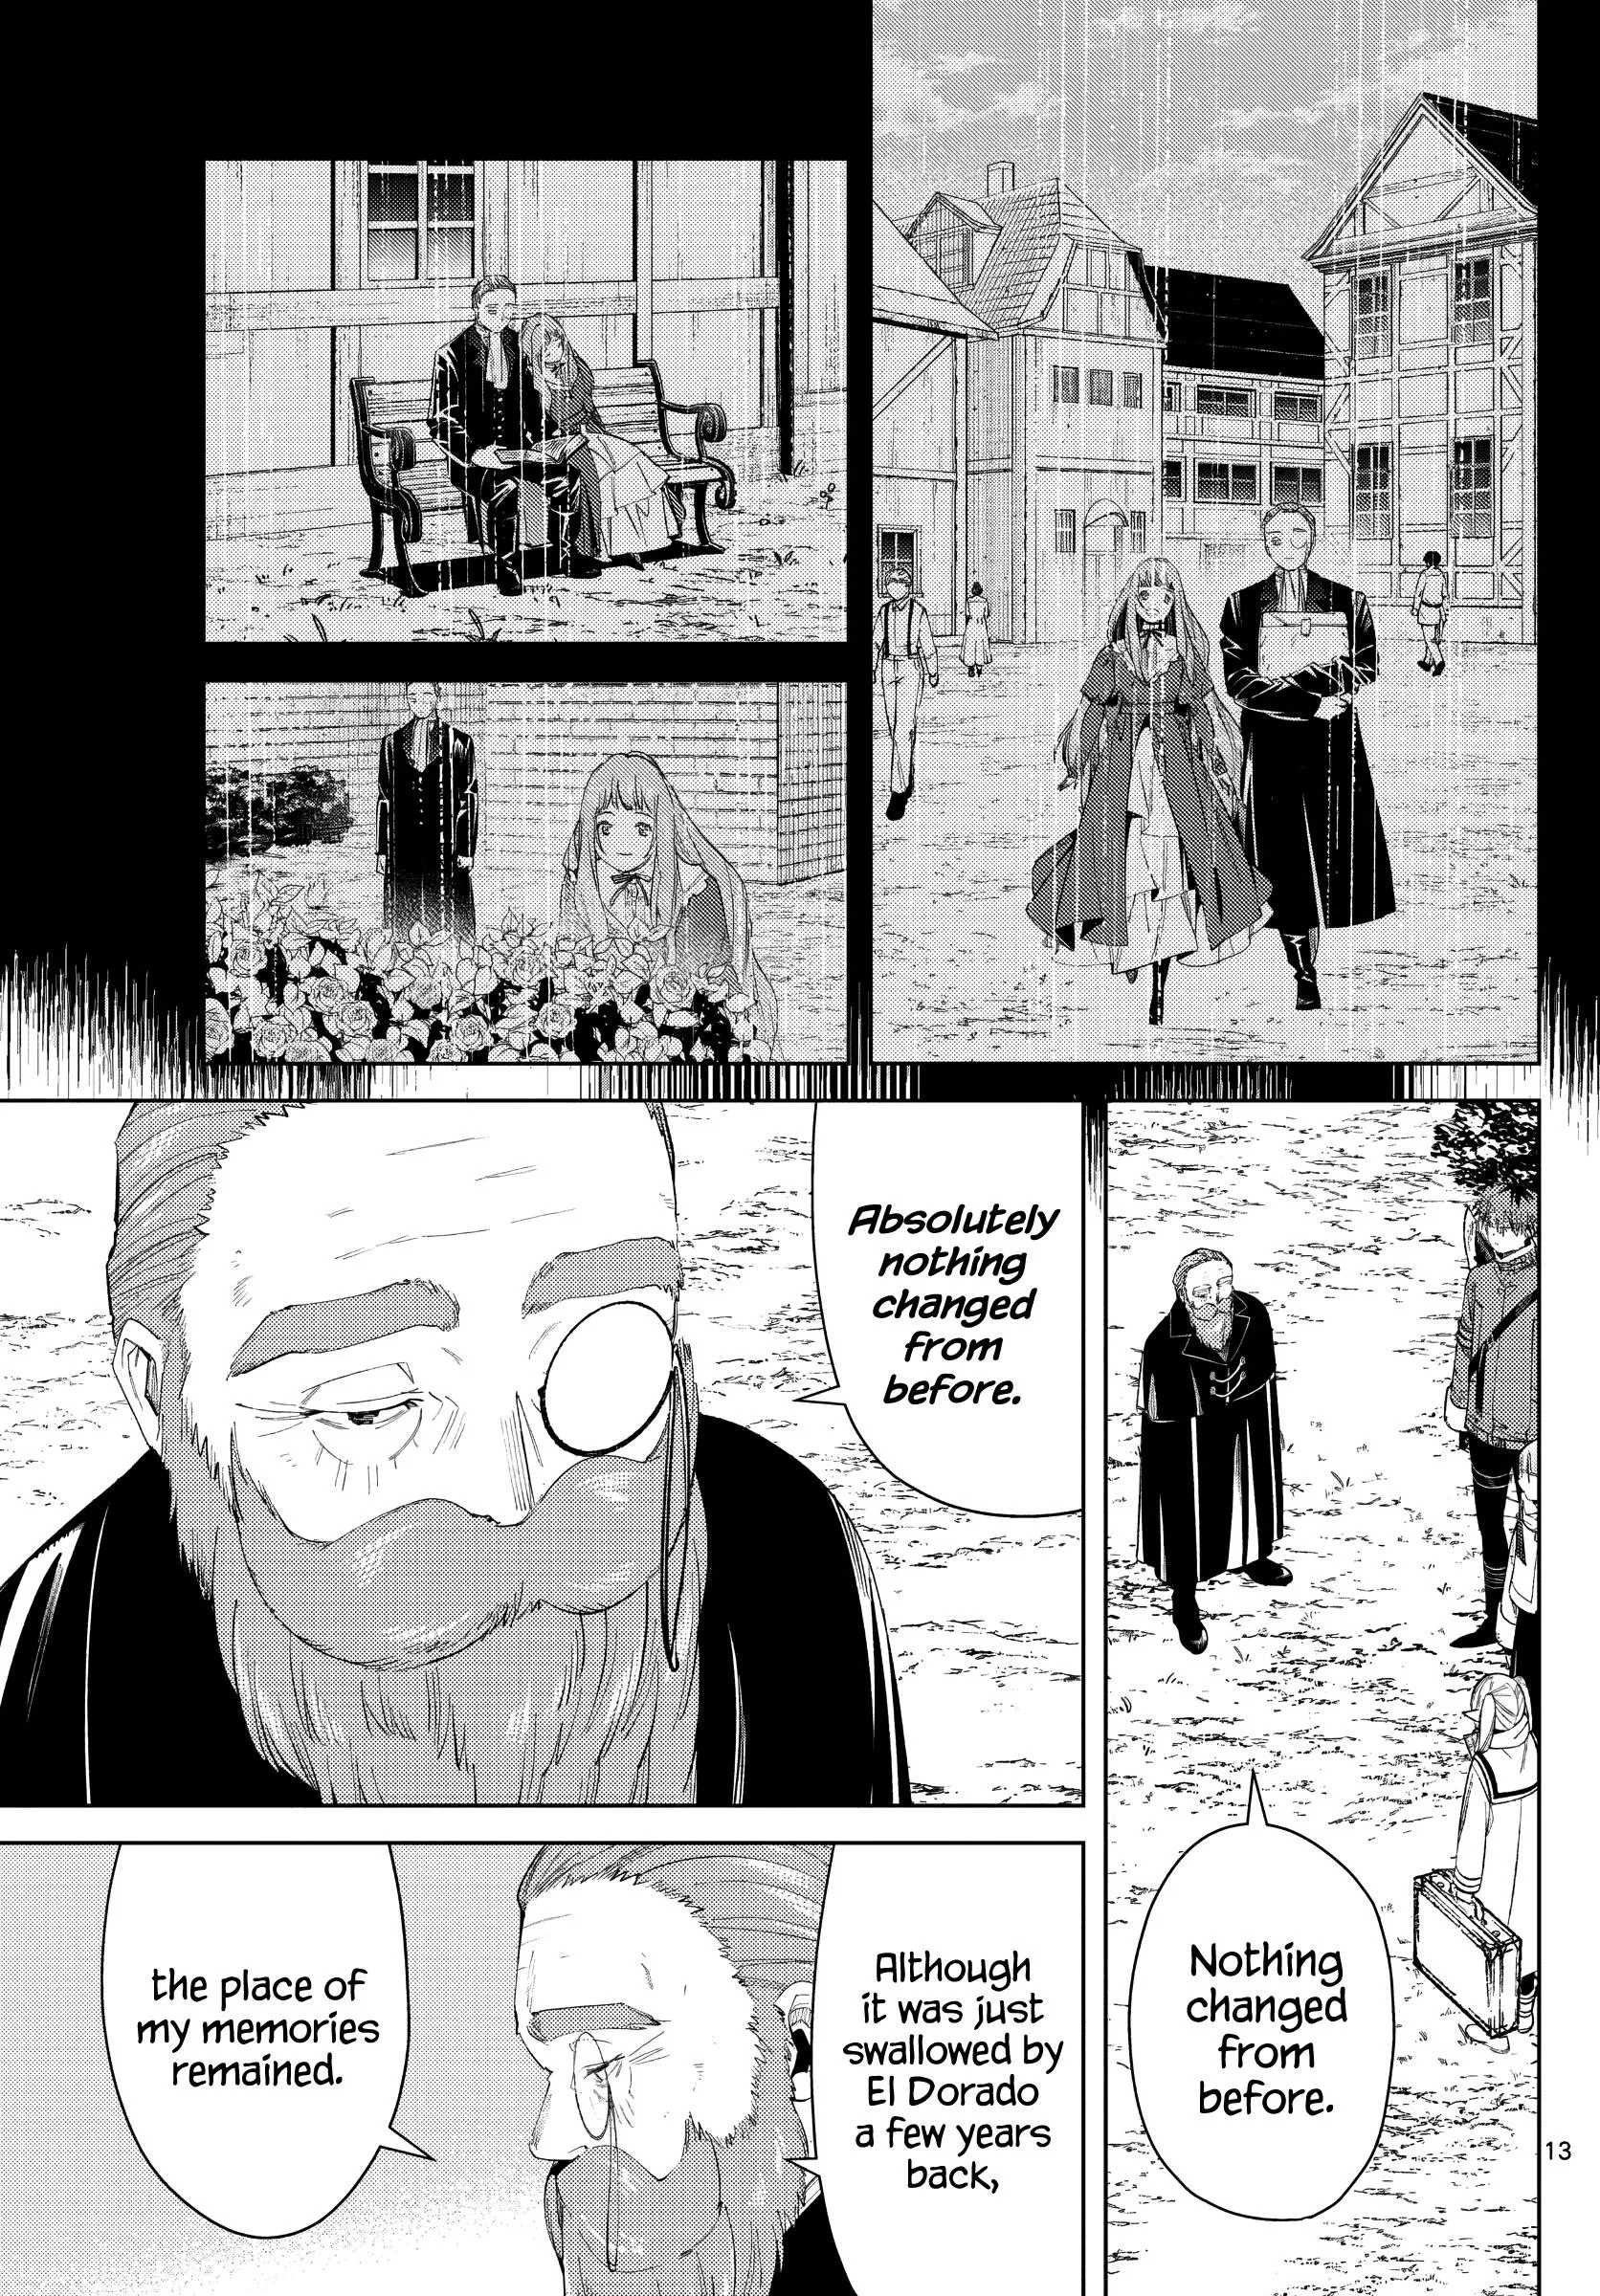 Nothing
changed
from
before.
Absolutely
nothing
changed
from
before.
Although
it was just
swallowed by
El Dorado
a few years
back,
the place of
my memories
remained.
13